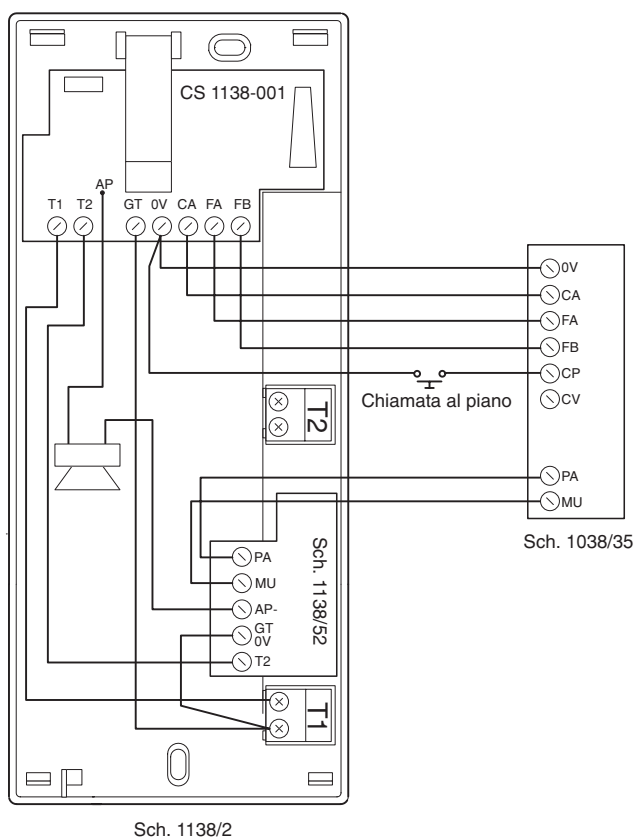 CS 1138-001
AP
T1 T2 GT 0V CA FA FB
0V
CA
FA
FB
CP
Chiamata al piano
CV
T2
PA
MU
Sch. 1038/35
Sch. 1138/52
PA
MU
AP-
GT
0V
T2
T1
Sch. 1138/2